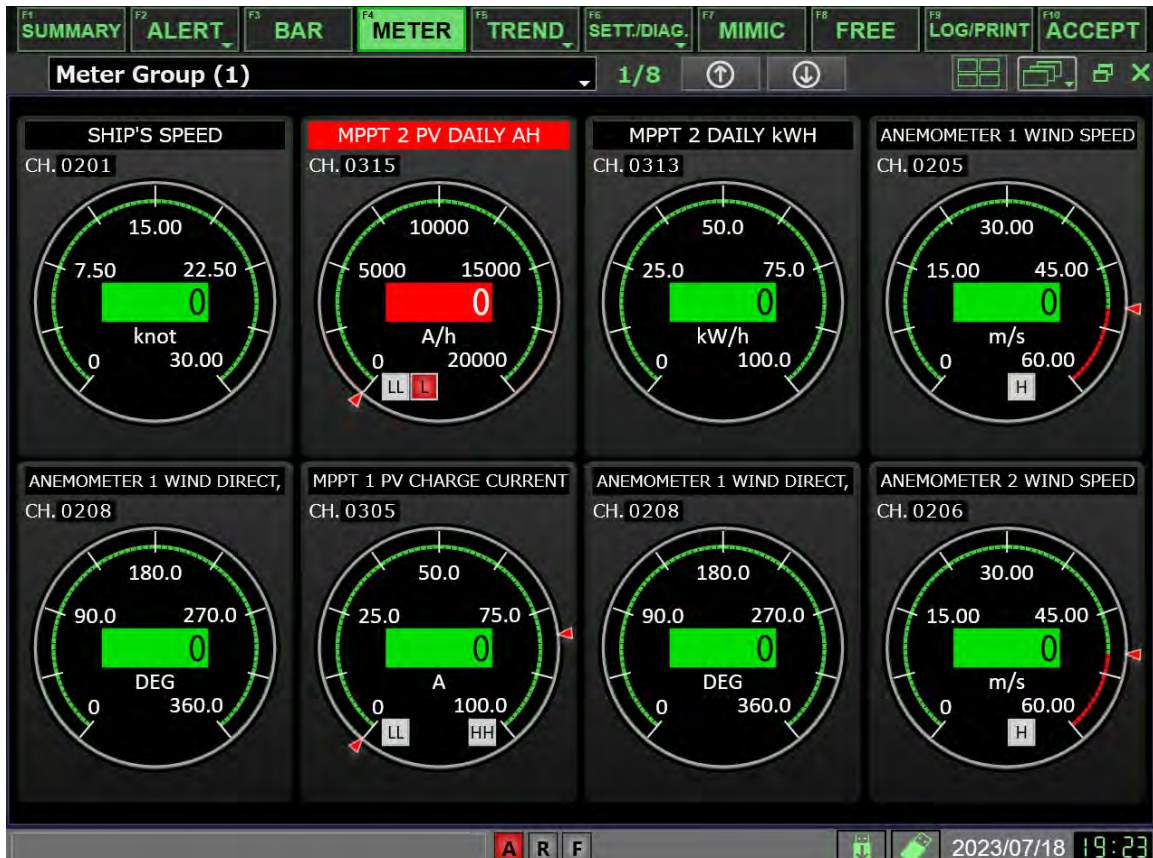 F1 SUMMARY F2 ALERT F3 BAR F4 METER F5 TREND F6 SETT./DIAG. F7 MIMIC F8 FREE F9 LOG/PRINT F10 ACCEPT
Meter Group (1) 1/8
SHIP'S SPEED
CH. 0201
15.00
7.50 22.50
0
knot
0 30.00
MPPT 2 PV DAILY AH
CH. 0315
10000
5000 15000
0
A/h
0 20000
LL L
MPPT 2 DAILY kWH
CH. 0313
50.0
25.0 75.0
0
kW/h
0 100.0
ANEMOMETER 1 WIND SPEED
CH. 0205
30.00
15.00 45.00
0
m/s
0 60.00
H
ANEMOMETER 1 WIND DIRECT,
CH. 0208
180.0
90.0 270.0
0
DEG
0 360.0
MPPT 1 PV CHARGE CURRENT
CH. 0305
50.0
25.0 75.0
0
A
0 100.0
LL HH
ANEMOMETER 1 WIND DIRECT,
CH. 0208
180.0
90.0 270.0
0
DEG
0 360.0
ANEMOMETER 2 WIND SPEED
CH. 0206
30.00
15.00 45.00
0
m/s
0 60.00
H
A R F 2023/07/18 19:23